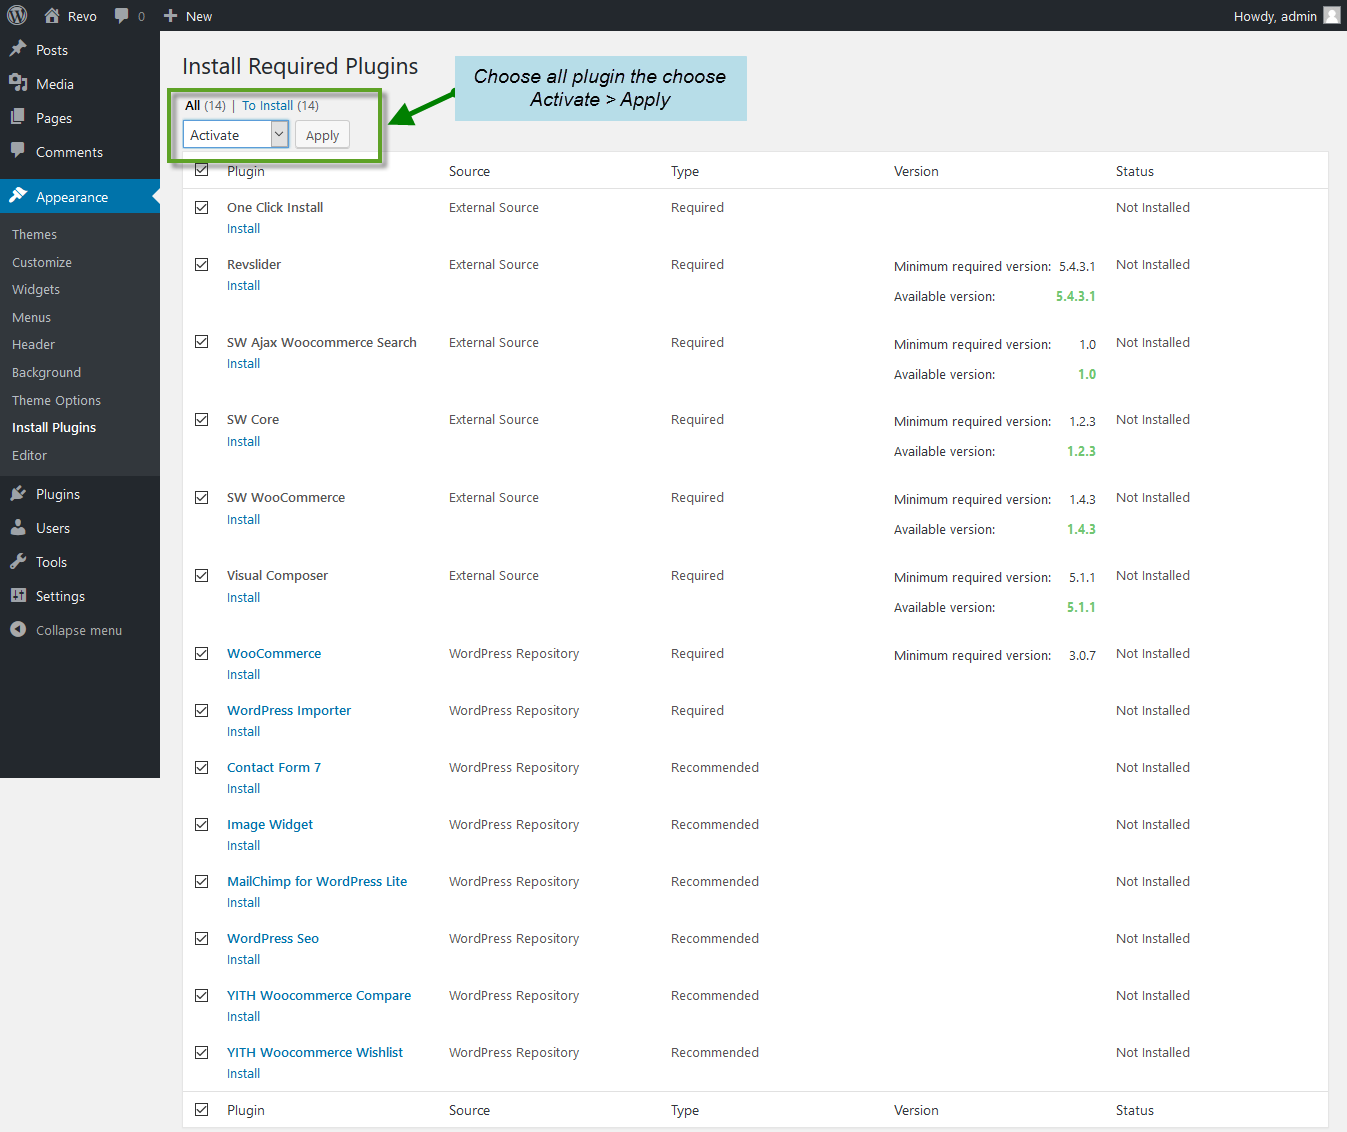 Revo
0
New
Howdy, admin
Posts
Media
Pages
Comments
Appearance
Themes
Customize
Widgets
Menus
Header
Background
Theme Options
Install Plugins
Editor
Plugins
Users
Tools
Settings
Collapse menu
Install Required Plugins
Choose all plugin the choose
Activate > Apply
All (14) | To Install (14)
Activate
Apply
Plugin Source Type Version Status
One Click Install External Source Required Not Installed
Install
Revslider External Source Required Minimum required version: 5.4.3.1 Not Installed
Install
Available version: 5.4.3.1
SW Ajax Woocommerce Search External Source Required Minimum required version: 1.0 Not Installed
Install
Available version: 1.0
SW Core External Source Required Minimum required version: 1.2.3 Not Installed
Install
Available version: 1.2.3
SW WooCommerce External Source Required Minimum required version: 1.4.3 Not Installed
Install
Available version: 1.4.3
Visual Composer External Source Required Minimum required version: 5.1.1 Not Installed
Install
Available version: 5.1.1
WooCommerce WordPress Repository Required Minimum required version: 3.0.7 Not Installed
Install
WordPress Importer WordPress Repository Required Not Installed
Install
Contact Form 7 WordPress Repository Recommended Not Installed
Install
Image Widget WordPress Repository Recommended Not Installed
Install
MailChimp for WordPress Lite WordPress Repository Recommended Not Installed
Install
WordPress Seo WordPress Repository Recommended Not Installed
Install
YITH Woocommerce Compare WordPress Repository Recommended Not Installed
Install
YITH Woocommerce Wishlist WordPress Repository Recommended Not Installed
Install
Plugin Source Type Version Status